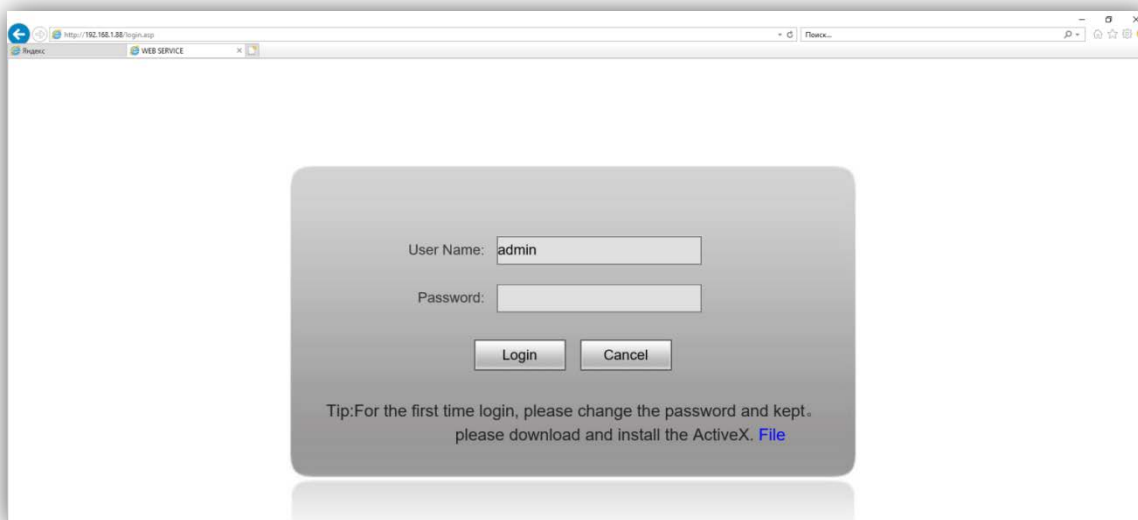 http://192.168.1.88/login.asp
Поиск...
Яндекс
WEB SERVICE
User Name: admin
Password:
Login Cancel
Tip:For the first time login, please change the password and kept。
please download and install the ActiveX. File